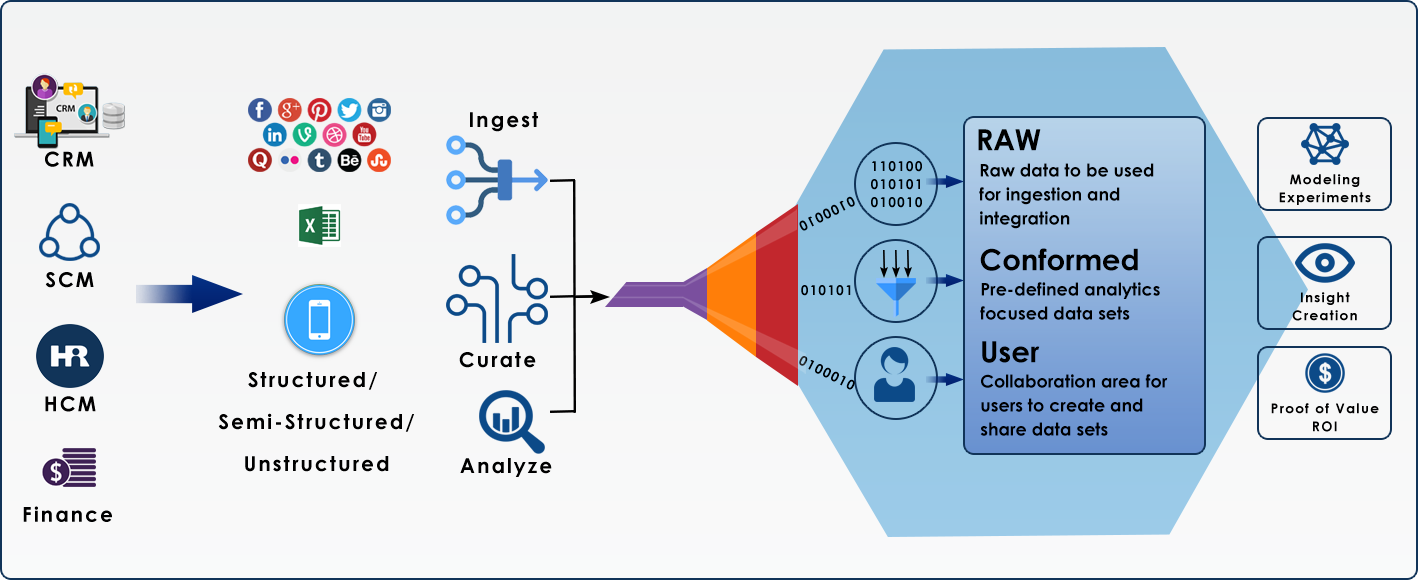 CRM
CRM
SCM
HR
HCM
$
Finance
f
g+
in
You
Tube
Q
t
Bē
X
Structured/
Semi-Structured/
Unstructured
Ingest
Curate
Analyze
0100010
010101
0100010
110100
010101
010010
RAW
Raw data to be used
for ingestion and
integration
Conformed
Pre-defined analytics
focused data sets
User
Collaboration area for
users to create and
share data sets
Modeling
Experiments
Insight
Creation
$
Proof of Value
ROI